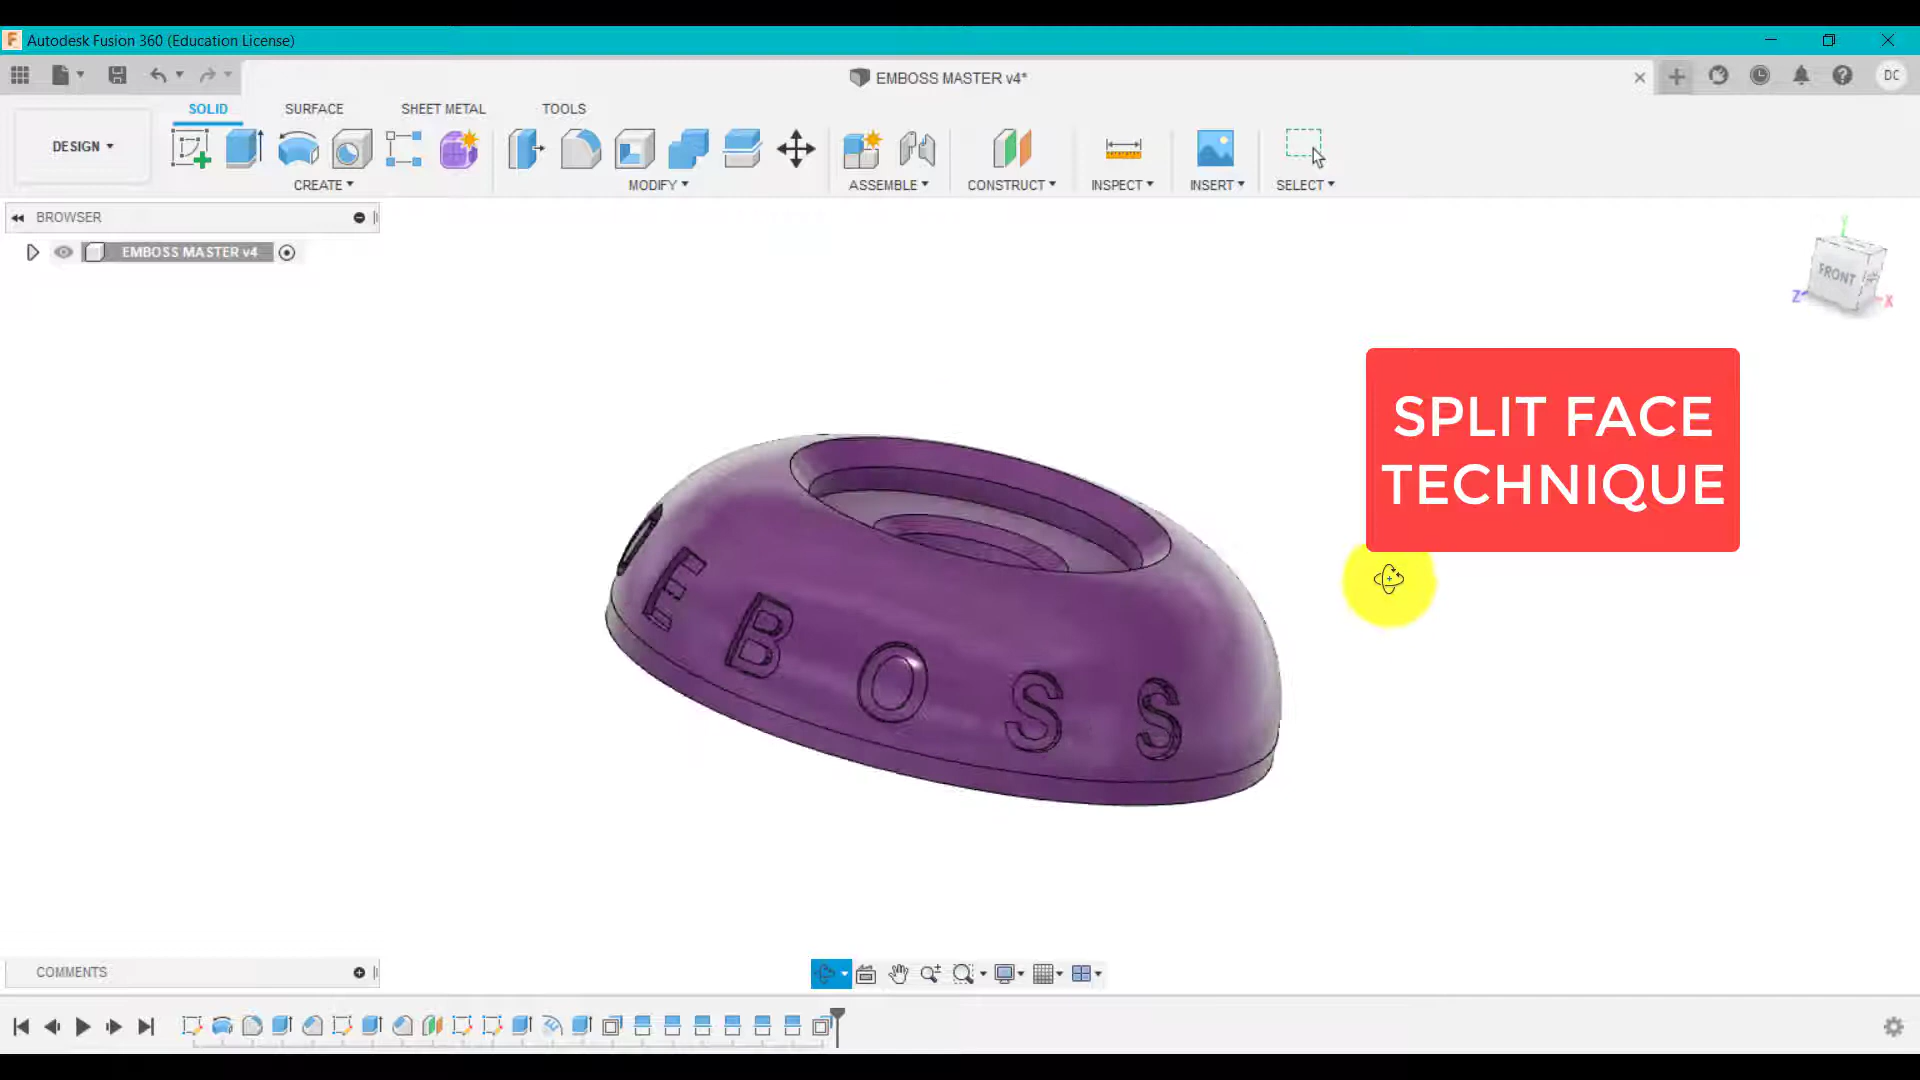 Autodesk Fusion 360 (Education License)
EMBOSS MASTER v4*
DC
SOLID SURFACE SHEET METAL TOOLS
DESIGN
CREATE MODIFY ASSEMBLE CONSTRUCT INSPECT INSERT SELECT
BROWSER
EMBOSS MASTER v4
Y
FRONT
Z X
SPLIT FACE
TECHNIQUE
E B O S S
COMMENTS